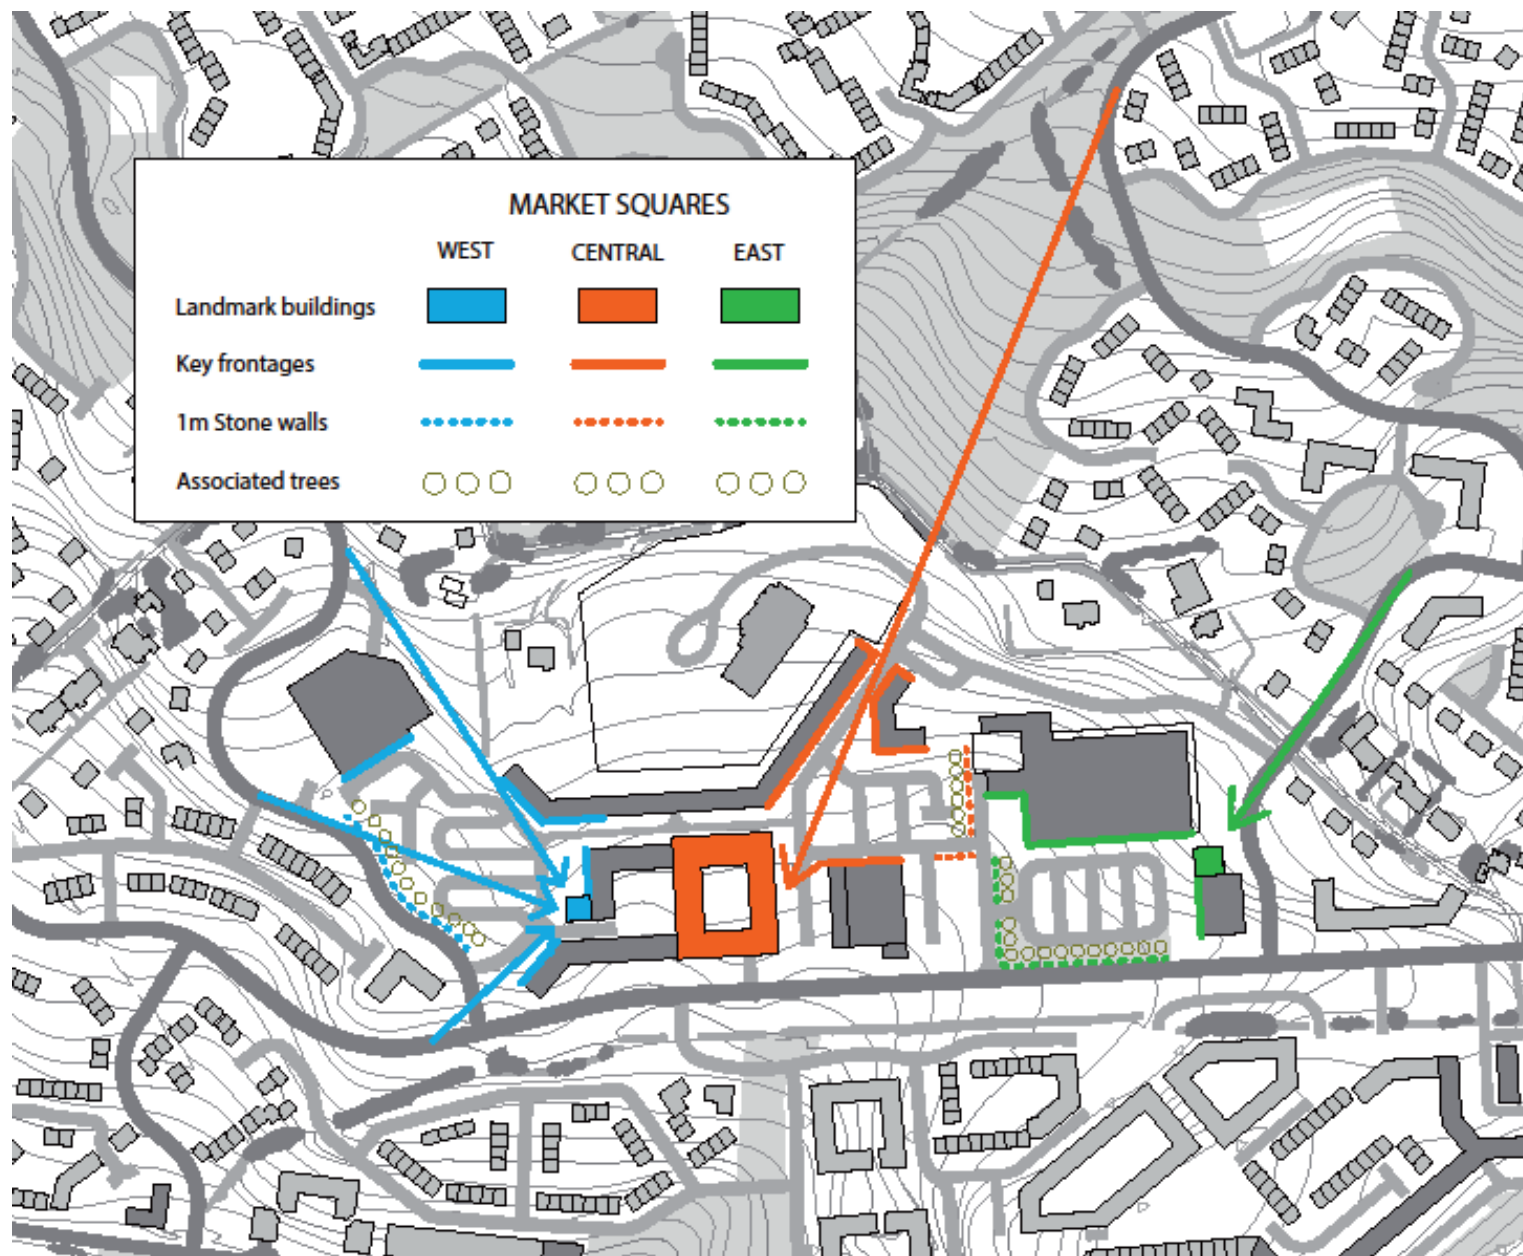 MARKET SQUARES
WEST CENTRAL EAST
Landmark buildings
Key frontages
1m Stone walls
Associated trees